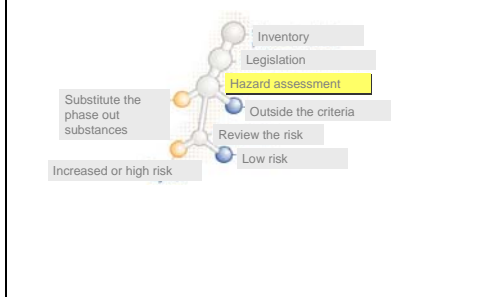 Inventory
Legislation
Hazard assessment
Substitute the
phase out
substances
Outside the criteria
Review the risk
Low risk
Increased or high risk